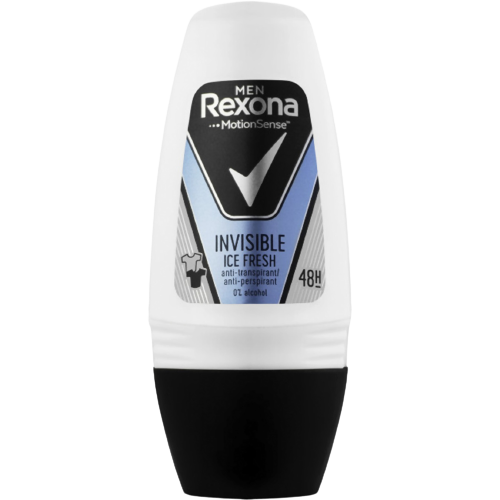 MEN
Rexona
MotionSense™
INVISIBLE
ICE FRESH
anti-transpirant/
anti-perspirant
0% alcohol
48H